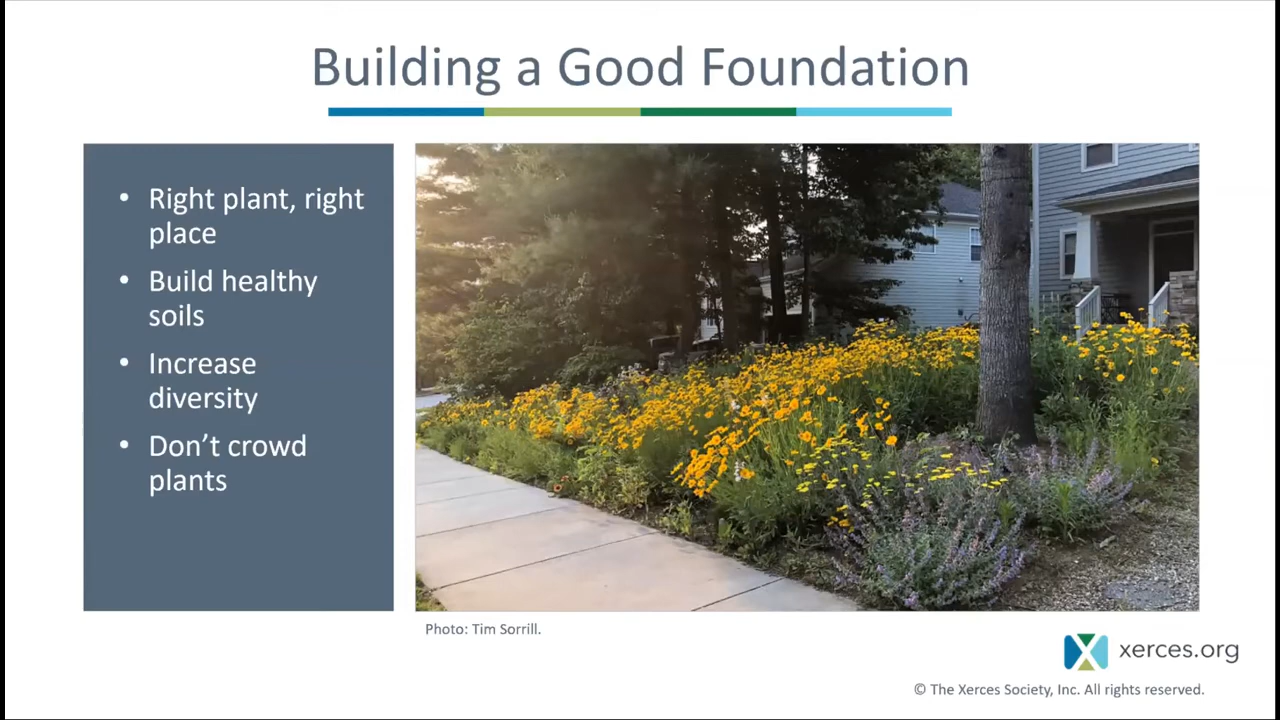 Building a Good Foundation
• Right plant, right
place
• Build healthy
soils
• Increase
diversity
• Don’t crowd
plants
Photo: Tim Sorrill.
xerces.org
© The Xerces Society, Inc. All rights reserved.